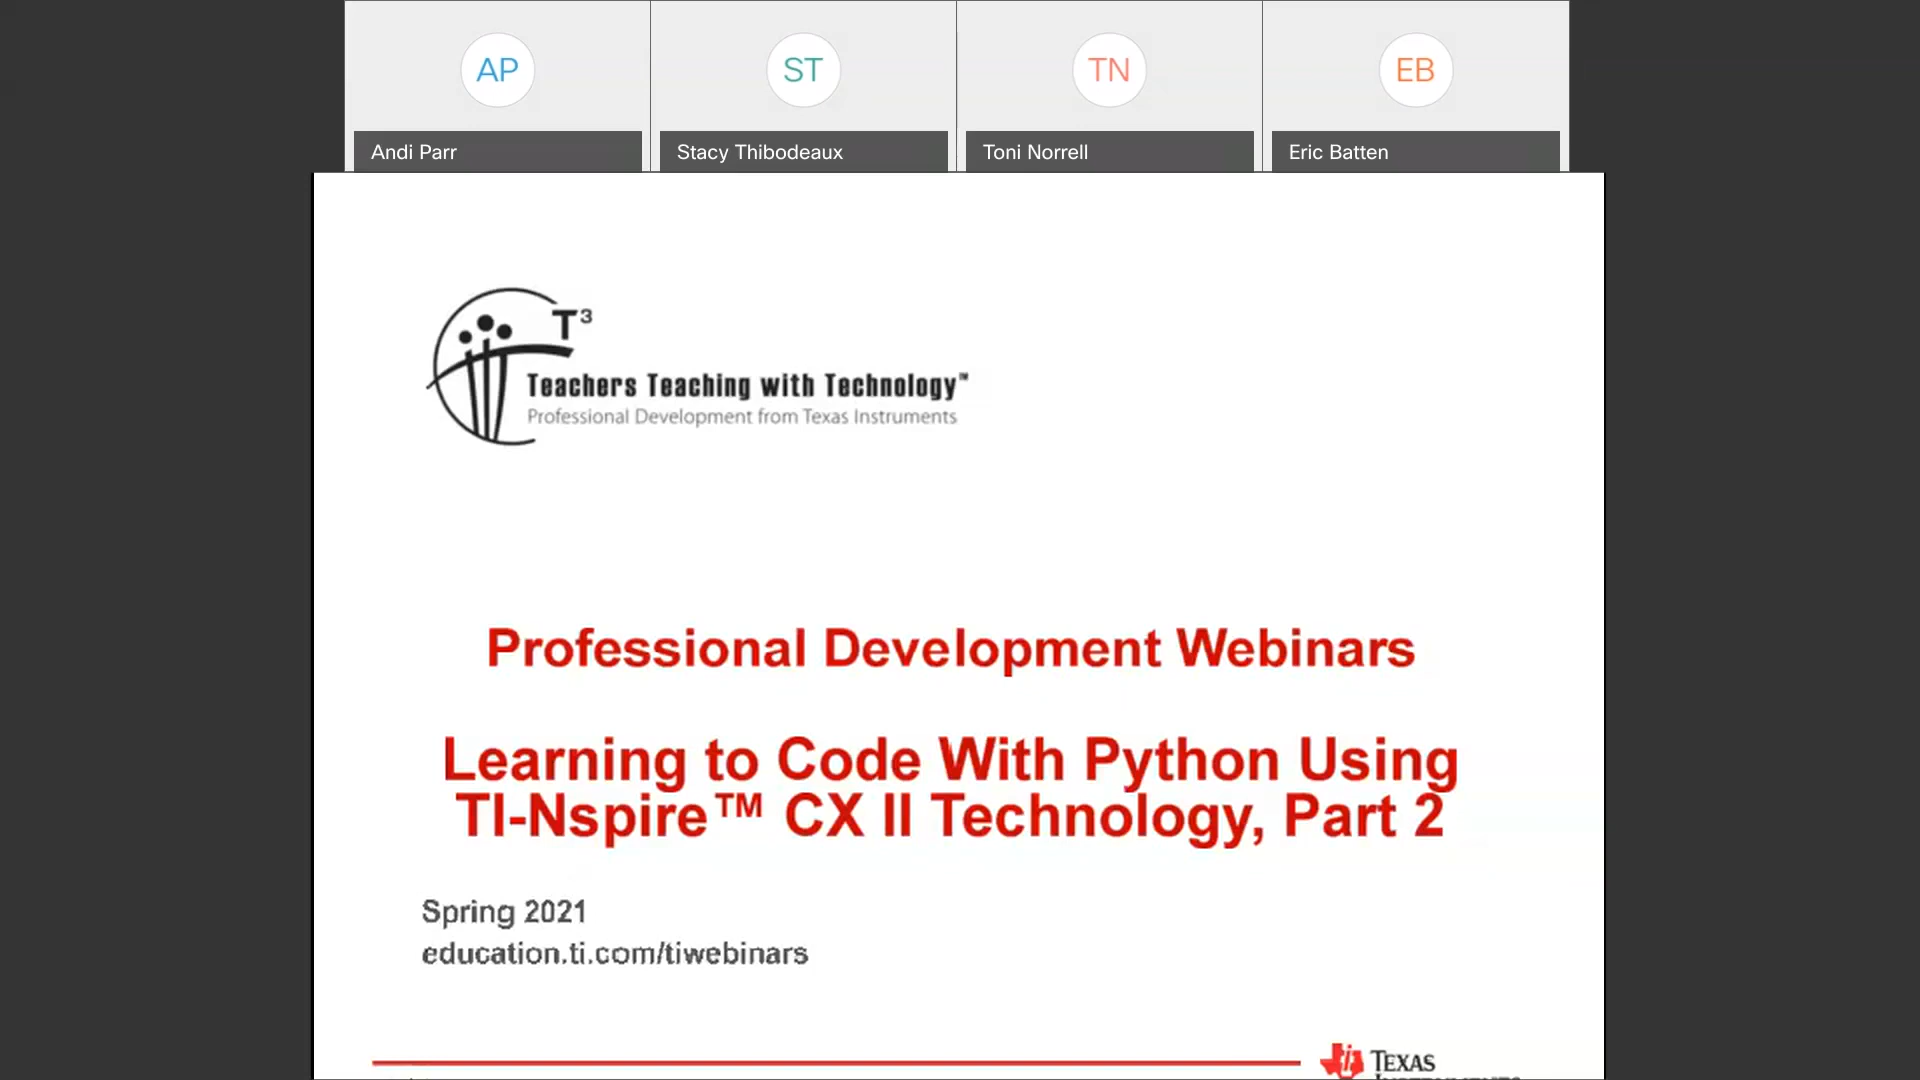 AP
ST
TN
EB
Andi Parr
Stacy Thibodeaux
Toni Norrell
Eric Batten
T³
Teachers Teaching with Technology™
Professional Development from Texas Instruments
Professional Development Webinars
Learning to Code With Python Using
TI-Nspire™ CX II Technology, Part 2
Spring 2021
education.ti.com/tiwebinars
TEXAS